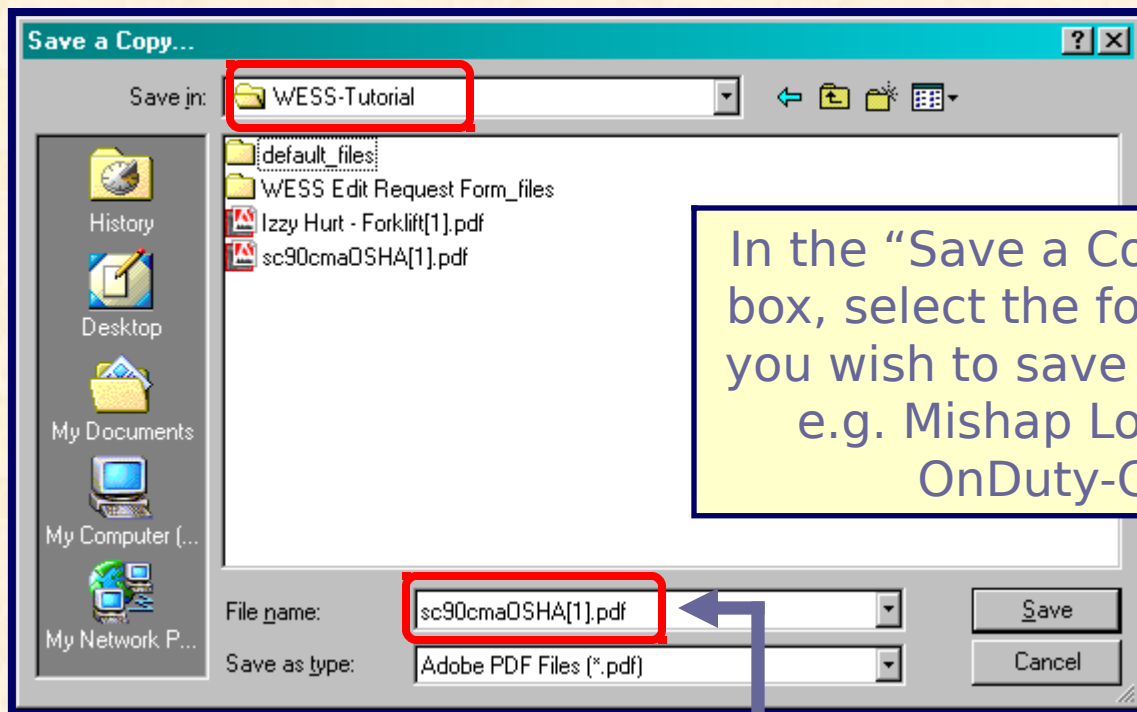 Save a Copy...
Save in:
WESS-Tutorial
History
Desktop
My Documents
My Computer (...
My Network P...
default_files
WESS Edit Request Form_files
Izzy Hurt - Forklift[1].pdf
sc90cmaOSHA[1].pdf
In the “Save a Co
box, select the fo
you wish to save
e.g. Mishap Lo
OnDuty-
File name:
sc90cmaOSHA[1].pdf
Save
Save as type:
Adobe PDF Files (*.pdf)
Cancel